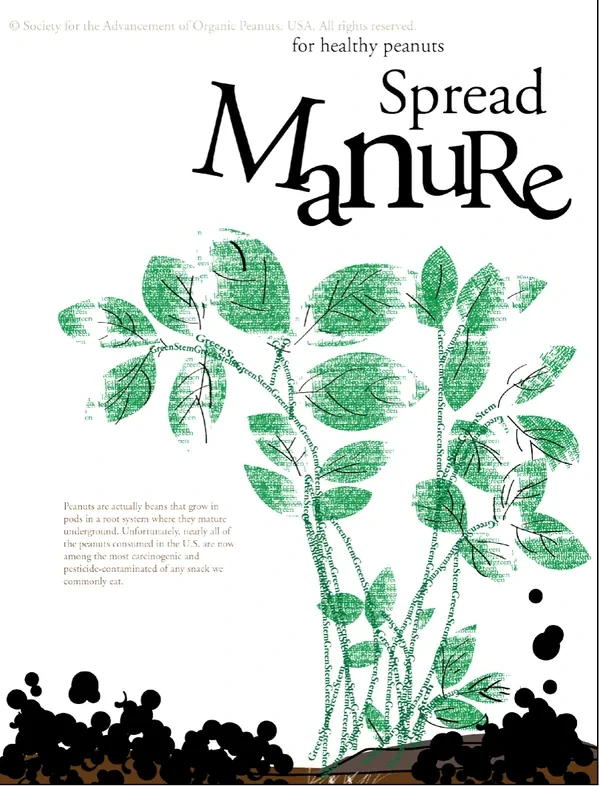 © Society for the Advancement of Organic Peanuts. USA. All rights reserved.
for healthy peanuts
Spread
ManuRe
GreenStemGreenStemGreenStem
Peanuts are actually beans that grow in
pods in a root system where they mature
underground. Unfortunately, nearly all of
the peanuts consumed in the U.S. are now
among the most carcinogenic and
pesticide-contaminated of any snack we
commonly eat.